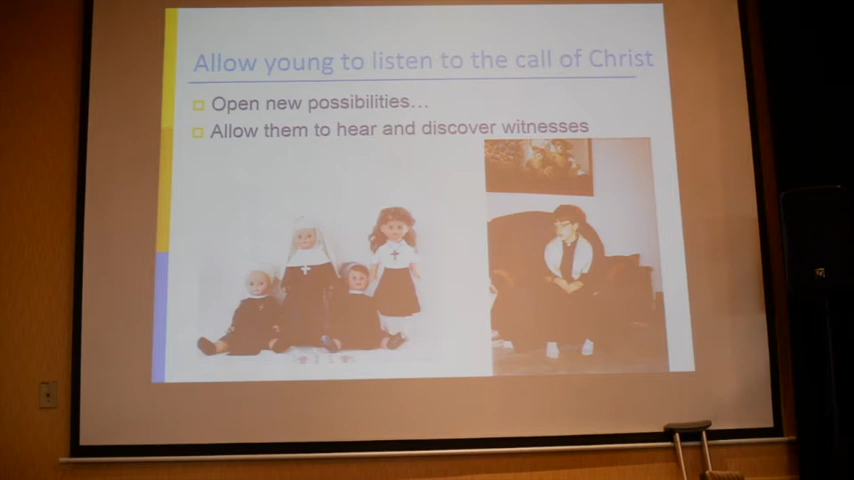 Allow young to listen to the call of Christ
Open new possibilities…
Allow them to hear and discover witnesses